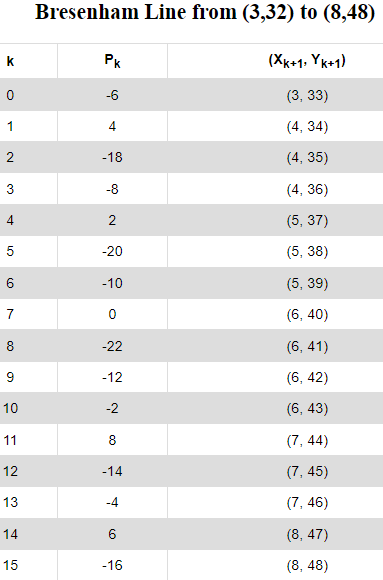 Bresenham Line from (3,32) to (8,48)
k Pk (Xk+1, Yk+1)
0 -6 (3, 33)
1 4 (4, 34)
2 -18 (4, 35)
3 -8 (4, 36)
4 2 (5, 37)
5 -20 (5, 38)
6 -10 (5, 39)
7 0 (6, 40)
8 -22 (6, 41)
9 -12 (6, 42)
10 -2 (6, 43)
11 8 (7, 44)
12 -14 (7, 45)
13 -4 (7, 46)
14 6 (8, 47)
15 -16 (8, 48)